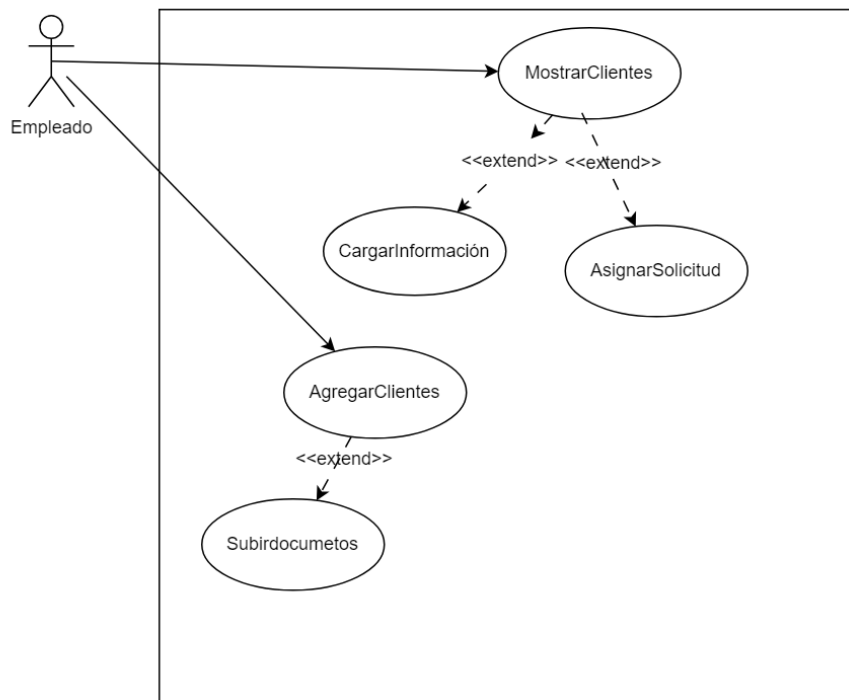 MostrarClientes
Empleado
<<extend>>
<<extend>>
CargarInformación
AsignarSolicitud
AgregarClientes
<<extend>>
Subirdocumetos